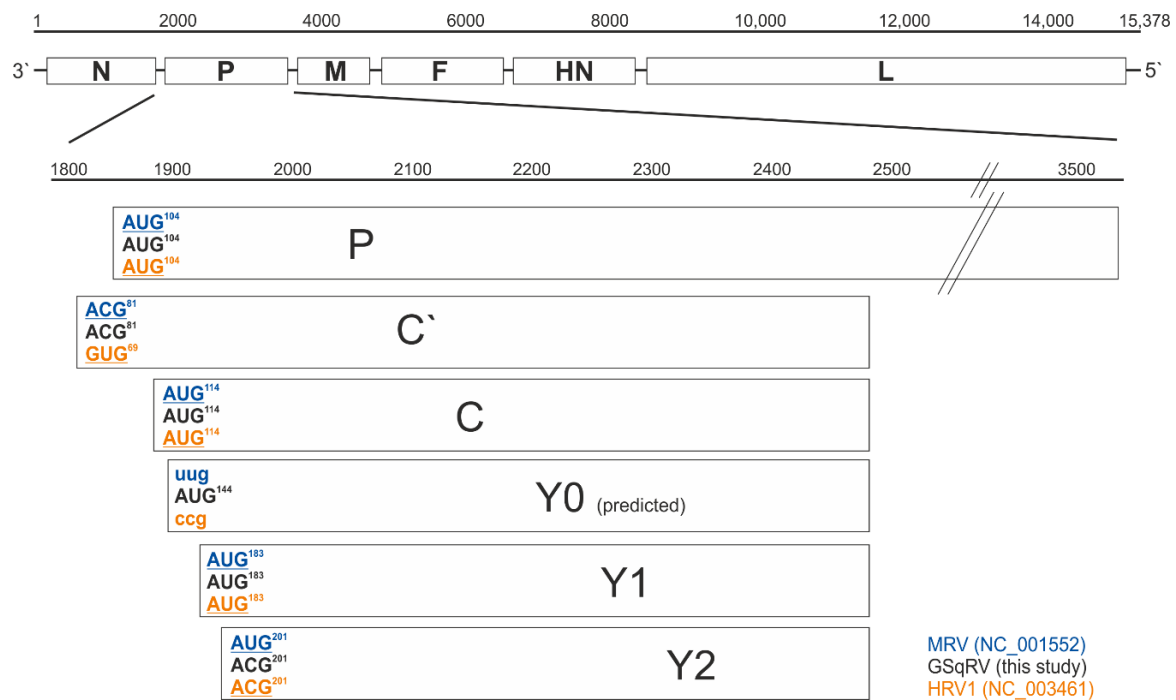 1 2000 4000 6000 8000 10,000 12,000 14,000 15,378
3` N P M F HN L 5`
1800 1900 2000 2100 2200 2300 2400 2500 3500
AUG104
AUG104
AUG104
P
ACG81
ACG81
GUG69
C`
AUG114
AUG114
AUG114
C
uug
AUG144
ccg
Y0 (predicted)
AUG183
AUG183
AUG183
Y1
AUG201
ACG201
ACG201
Y2
MRV (NC_001552)
GSqRV (this study)
HRV1 (NC_003461)